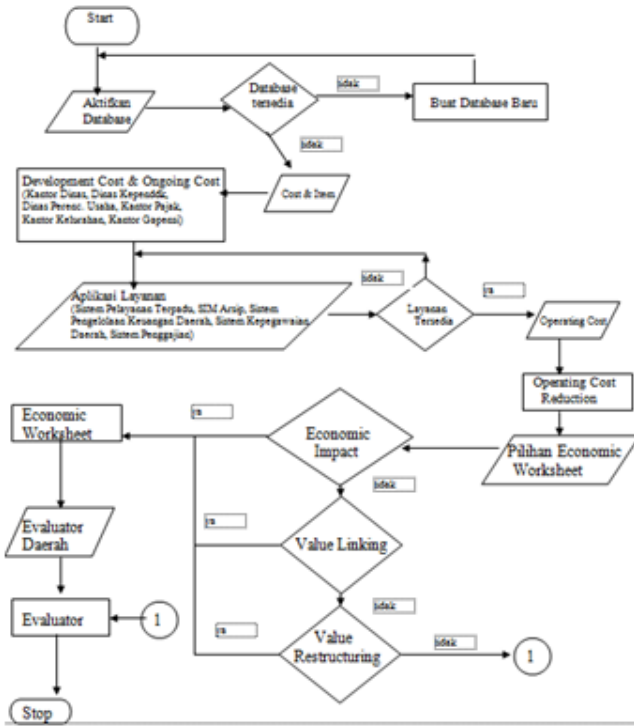 Start
Aktifkan
Database
Database
tersedia
tidak
Buat Database Baru
tidak
Cost & Item
Development Cost & Ongoing Cost
(Kantor Dinas, Dinas Kependdk,
Dinas Perenc. Usaha, Kantor Pajak,
Kantor Kelurahan, Kantor Gapensi)
Aplikasi Layanan
(Sistem Pelayanan Terpadu, SIM Arsip, Sistem
Pengelolaan Keuangan Daerah, Sistem Kepegawaian
Daerah, Sistem Penggajian)
tidak
Layanan
Tersedia
ya
Operating Cost
Operating Cost
Reduction
Pilihan Economic
Worksheet
Economic
Impact
ya
Economic
Worksheet
tidak
Value Linking
ya
Evaluator
Daerah
tidak
Value
Restructuring
ya
tidak
1
Evaluator
1
Stop